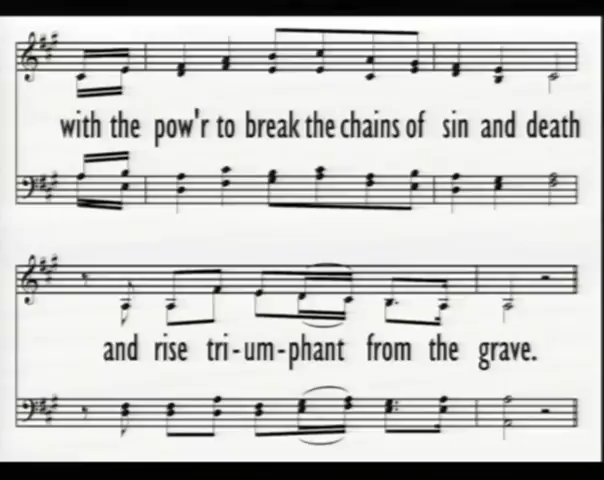 with the pow'r to break the chains of sin and death
and rise tri-um-phant from the grave.